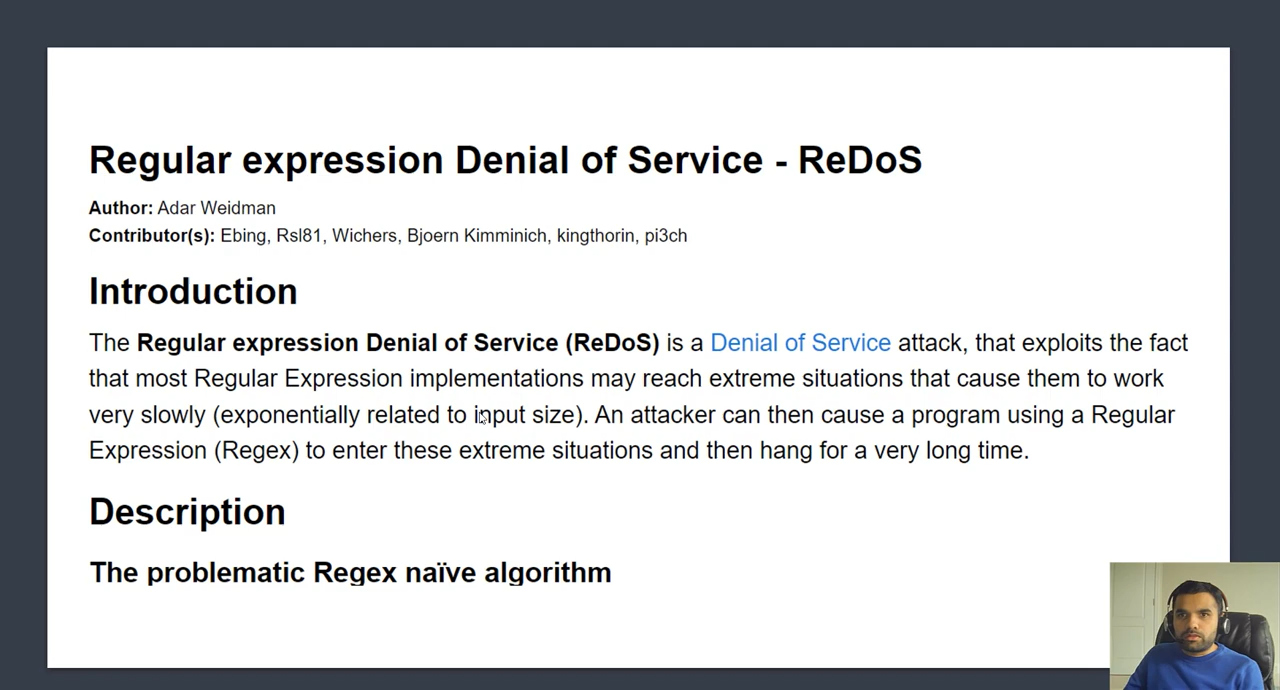 Regular expression Denial of Service - ReDoS
Author: Adar Weidman
Contributor(s): Ebing, Rsl81, Wichers, Bjoern Kimminich, kingthorin, pi3ch
Introduction
The Regular expression Denial of Service (ReDoS) is a Denial of Service attack, that exploits the fact
that most Regular Expression implementations may reach extreme situations that cause them to work
very slowly (exponentially related to input size). An attacker can then cause a program using a Regular
Expression (Regex) to enter these extreme situations and then hang for a very long time.
Description
The problematic Regex naïve algorithm